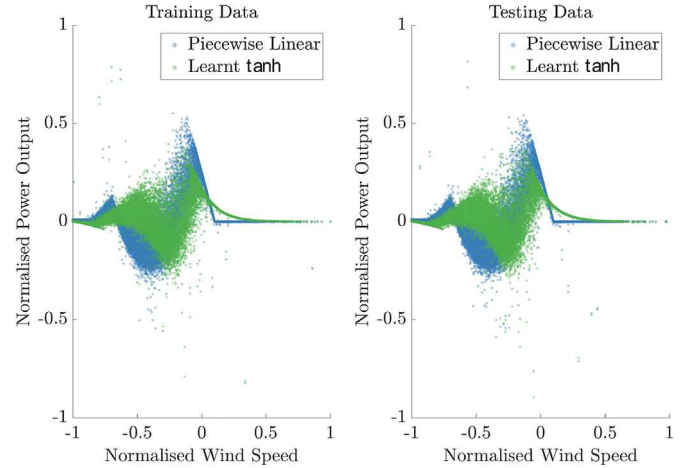 Training Data
1
0.5
0
-0.5
-1
-1
-0.5
0
0.5
1
Normalised Power Output
Normalised Wind Speed
Piecewise Linear
Learnt tanh
Testing Data
1
0.5
0
-0.5
-1
-1
-0.5
0
0.5
1
Normalised Power Output
Normalised Wind Speed
Piecewise Linear
Learnt tanh